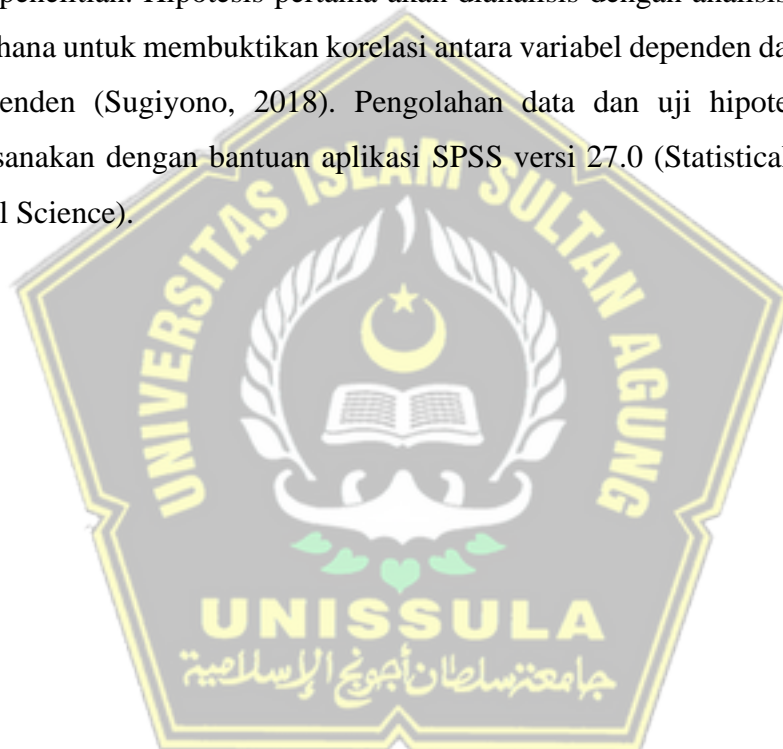 penelitian. Hipotesis pertama akan dianalisis dengan analisis
hana untuk membuktikan korelasi antara variabel dependen da
enden (Sugiyono, 2018). Pengolahan data dan uji hipote
sanakan dengan bantuan aplikasi SPSS versi 27.0 (Statistical
l Science).
UNIVERSITAS ISLAM SULTAN AGUNG
UNISSULA
جامعة سلطان أجونج الإسلامية